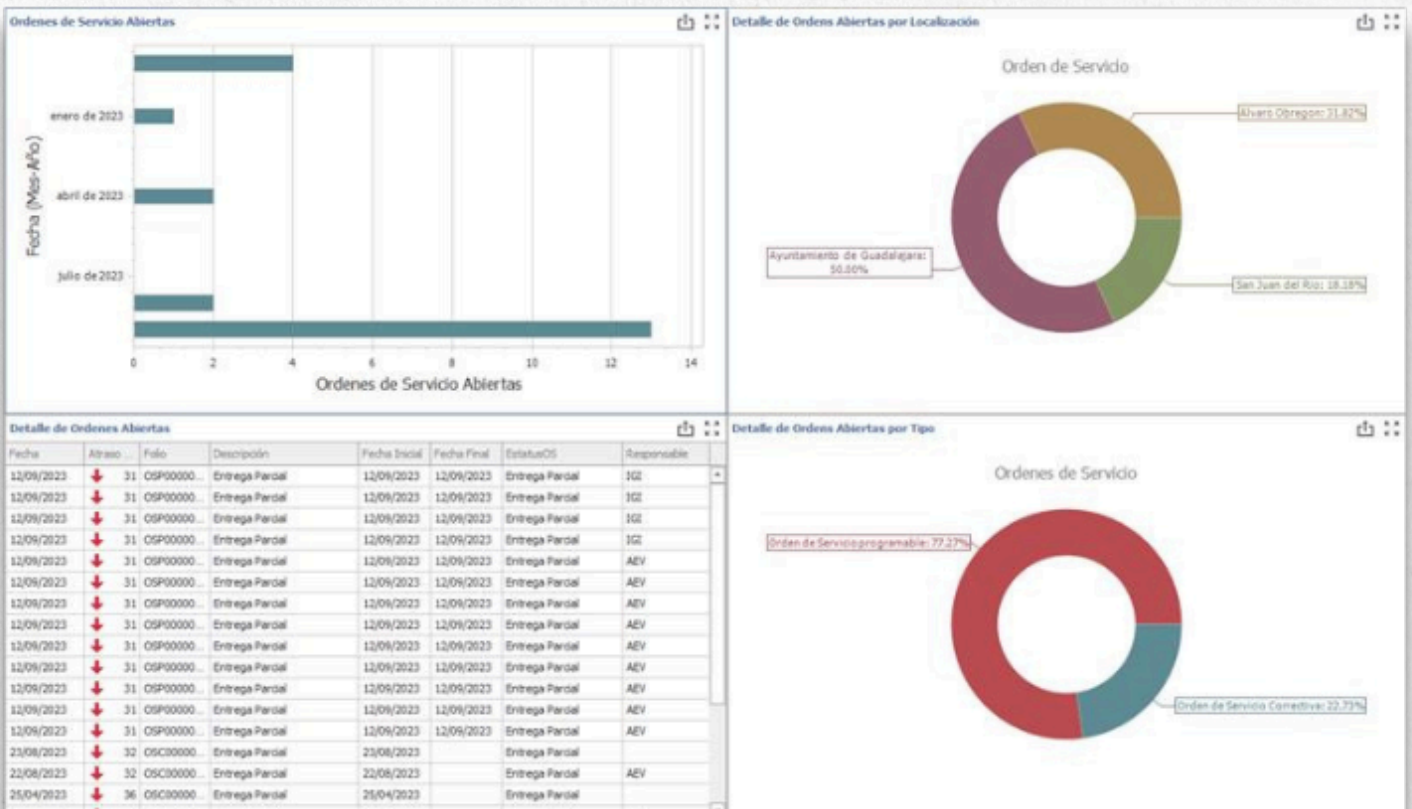 Ordenes de Servicio Abiertas
enero de 2023
abril de 2023
julio de 2023
Fecha (Mes-Año)
0 2 4 6 8 10 12 14
Ordenes de Servicio Abiertas
Detalle de Ordens Abiertas por Localización
Orden de Servicio
Alvaro Obregon: 31.82%
Ayuntamiento de Guadalajara:
50.00%
San Juan del Rio: 18.18%
Detalle de Ordenes Abiertas
Fecha Atraso ... Folio Descripción Fecha Inicial Fecha Final EstatusOS Responsable
12/09/2023 31 OSP00000... Entrega Parcial 12/09/2023 12/09/2023 Entrega Parcial IGI
12/09/2023 31 OSP00000... Entrega Parcial 12/09/2023 12/09/2023 Entrega Parcial IGI
12/09/2023 31 OSP00000... Entrega Parcial 12/09/2023 12/09/2023 Entrega Parcial IGI
12/09/2023 31 OSP00000... Entrega Parcial 12/09/2023 12/09/2023 Entrega Parcial IGI
12/09/2023 31 OSP00000... Entrega Parcial 12/09/2023 12/09/2023 Entrega Parcial AEV
12/09/2023 31 OSP00000... Entrega Parcial 12/09/2023 12/09/2023 Entrega Parcial AEV
12/09/2023 31 OSP00000... Entrega Parcial 12/09/2023 12/09/2023 Entrega Parcial AEV
12/09/2023 31 OSP00000... Entrega Parcial 12/09/2023 12/09/2023 Entrega Parcial AEV
12/09/2023 31 OSP00000... Entrega Parcial 12/09/2023 12/09/2023 Entrega Parcial AEV
12/09/2023 31 OSP00000... Entrega Parcial 12/09/2023 12/09/2023 Entrega Parcial AEV
12/09/2023 31 OSP00000... Entrega Parcial 12/09/2023 12/09/2023 Entrega Parcial AEV
12/09/2023 31 OSP00000... Entrega Parcial 12/09/2023 12/09/2023 Entrega Parcial AEV
12/09/2023 31 OSP00000... Entrega Parcial 12/09/2023 12/09/2023 Entrega Parcial AEV
23/08/2023 32 OSC00000... Entrega Parcial 23/08/2023 Entrega Parcial
22/08/2023 32 OSC00000... Entrega Parcial 22/08/2023 Entrega Parcial AEV
25/04/2023 36 OSC00000... Entrega Parcial 25/04/2023 Entrega Parcial
Detalle de Ordens Abiertas por Tipo
Ordenes de Servicio
Orden de Servicio programable: 77.27%
Orden de Servicio Correctiva: 22.73%